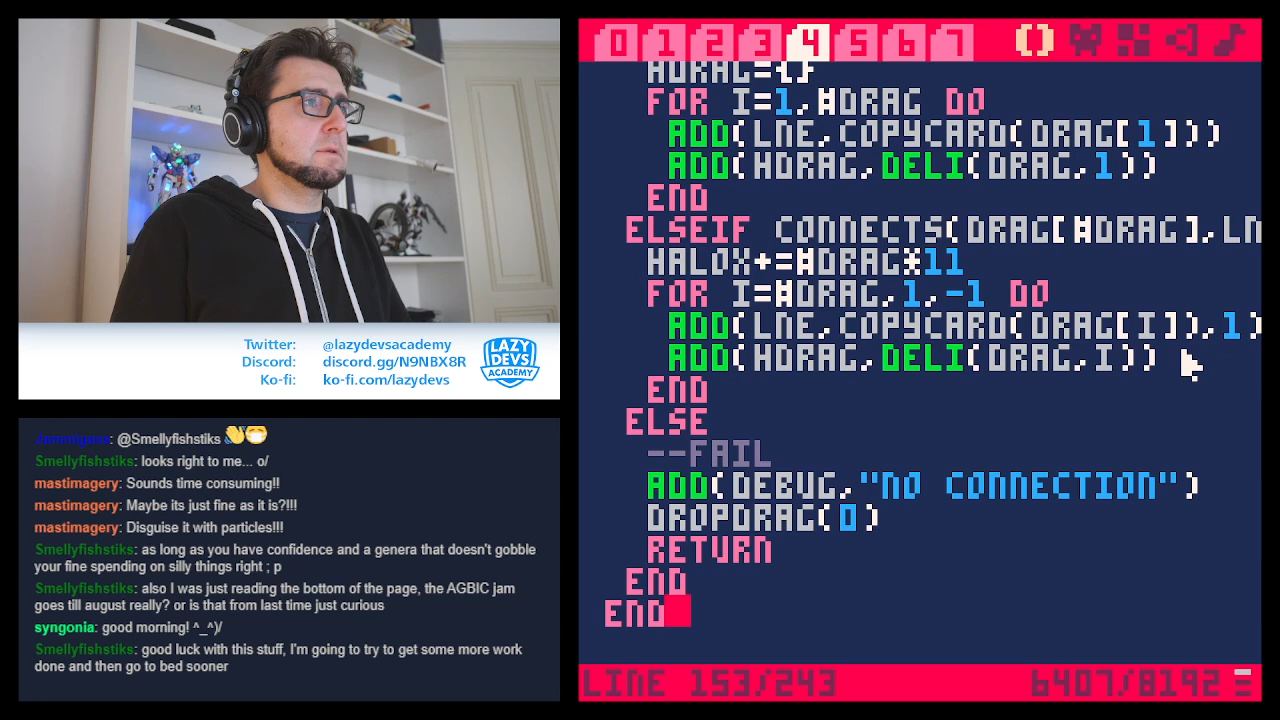 Twitter: @lazydevsacademy
Discord: discord.gg/N9NBX8R
Ko-fi: ko-fi.com/lazydevs
LAZY
DEVS
ACADEMY
Jammigans: @Smellyfishstiks
Smellyfishstiks: looks right to me... o/
mastimagery: Sounds time consuming!!
mastimagery: Maybe its just fine as it is?!!!
mastimagery: Disguise it with particles!!!
Smellyfishstiks: as long as you have confidence and a genera that doesn't gobble
your fine spending on silly things right ; p
Smellyfishstiks: also I was just reading the bottom of the page, the AGBIC jam
goes till august really? or is that from last time just curious
syngonia: good morning! ^_^)/
Smellyfishstiks: good luck with this stuff, I'm going to try to get some more work
done and then go to bed sooner
0 1 2 3 4 5 6 7 ()
HDRAG={}
FOR I=1,#DRAG DO
ADD(LNE,COPYCARD(DRAG[1]))
ADD(HDRAG,DELI(DRAG,1))
END
ELSEIF CONNECTS(DRAG[#DRAG],LN
HALOX+=#DRAG*11
FOR I=#DRAG,1,-1 DO
ADD(LNE,COPYCARD(DRAG[I]),1)
ADD(HDRAG,DELI(DRAG,I))
END
ELSE
--FAIL
ADD(DEBUG,"NO CONNECTION")
DROPDRAG(0)
RETURN
END
END
LINE 153/243 6407/8192